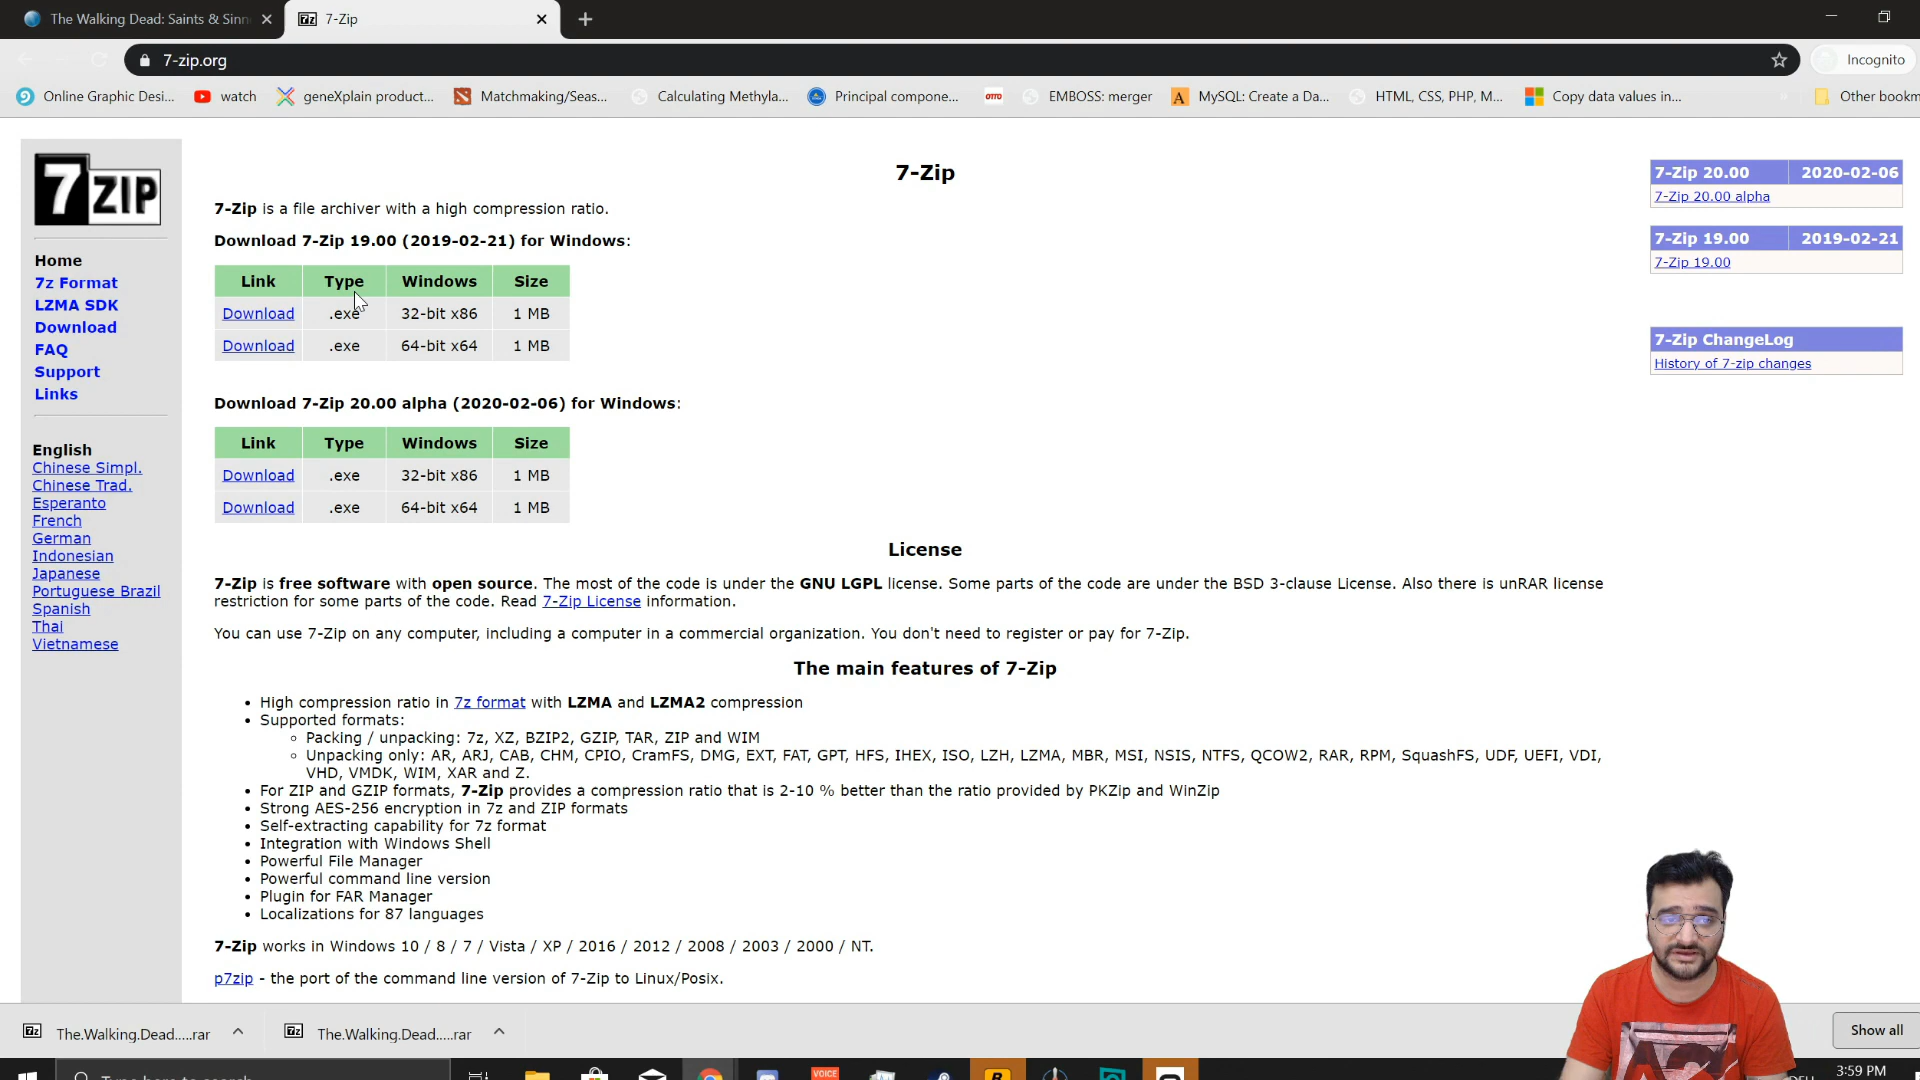 The Walking Dead: Saints & Sinn
7-Zip
7-zip.org
Incognito
Online Graphic Desi...
watch
geneXplain product...
Matchmaking/Seas...
Calculating Methyla...
Principal compone...
OTTO
EMBOSS: merger
MySQL: Create a Da...
HTML, CSS, PHP, M...
Copy data values in...
Other bookm
7 ZIP
Home
7z Format
LZMA SDK
Download
FAQ
Support
Links
English
Chinese Simpl.
Chinese Trad.
Esperanto
French
German
Indonesian
Japanese
Portuguese Brazil
Spanish
Thai
Vietnamese
7-Zip
7-Zip is a file archiver with a high compression ratio.
Download 7-Zip 19.00 (2019-02-21) for Windows:
Link Type Windows Size
Download .exe 32-bit x86 1 MB
Download .exe 64-bit x64 1 MB
Download 7-Zip 20.00 alpha (2020-02-06) for Windows:
Link Type Windows Size
Download .exe 32-bit x86 1 MB
Download .exe 64-bit x64 1 MB
License
7-Zip is free software with open source. The most of the code is under the GNU LGPL license. Some parts of the code are under the BSD 3-clause License. Also there is unRAR license
restriction for some parts of the code. Read 7-Zip License information.
You can use 7-Zip on any computer, including a computer in a commercial organization. You don't need to register or pay for 7-Zip.
The main features of 7-Zip
High compression ratio in 7z format with LZMA and LZMA2 compression
Supported formats:
Packing / unpacking: 7z, XZ, BZIP2, GZIP, TAR, ZIP and WIM
Unpacking only: AR, ARJ, CAB, CHM, CPIO, CramFS, DMG, EXT, FAT, GPT, HFS, IHEX, ISO, LZH, LZMA, MBR, MSI, NSIS, NTFS, QCOW2, RAR, RPM, SquashFS, UDF, UEFI, VDI,
VHD, VMDK, WIM, XAR and Z.
For ZIP and GZIP formats, 7-Zip provides a compression ratio that is 2-10 % better than the ratio provided by PKZip and WinZip
Strong AES-256 encryption in 7z and ZIP formats
Self-extracting capability for 7z format
Integration with Windows Shell
Powerful File Manager
Powerful command line version
Plugin for FAR Manager
Localizations for 87 languages
7-Zip works in Windows 10 / 8 / 7 / Vista / XP / 2016 / 2012 / 2008 / 2003 / 2000 / NT.
p7zip - the port of the command line version of 7-Zip to Linux/Posix.
7-Zip 20.00 2020-02-06
7-Zip 20.00 alpha
7-Zip 19.00 2019-02-21
7-Zip 19.00
7-Zip ChangeLog
History of 7-zip changes
The.Walking.Dead.....rar
The.Walking.Dead.....rar
Show all
Type here to search
VOICE
3:59 PM